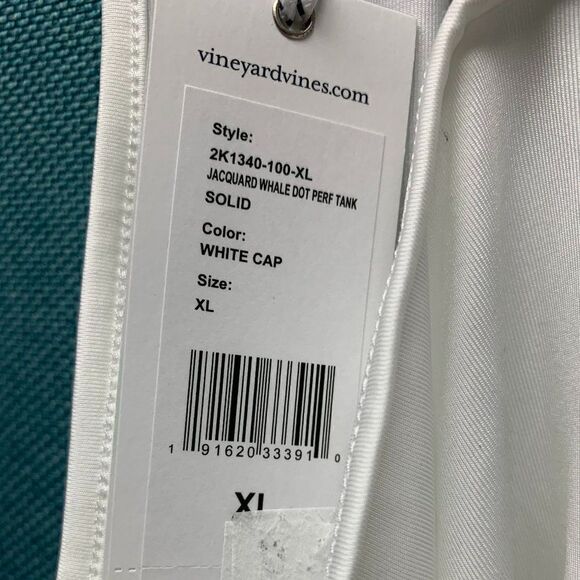 vineyardvines.com
Style:
2K1340-100-XL
JACQUARD WHALE DOT PERF TANK
SOLID
Color:
WHITE CAP
Size:
XL
1 91620 33391 0
XL